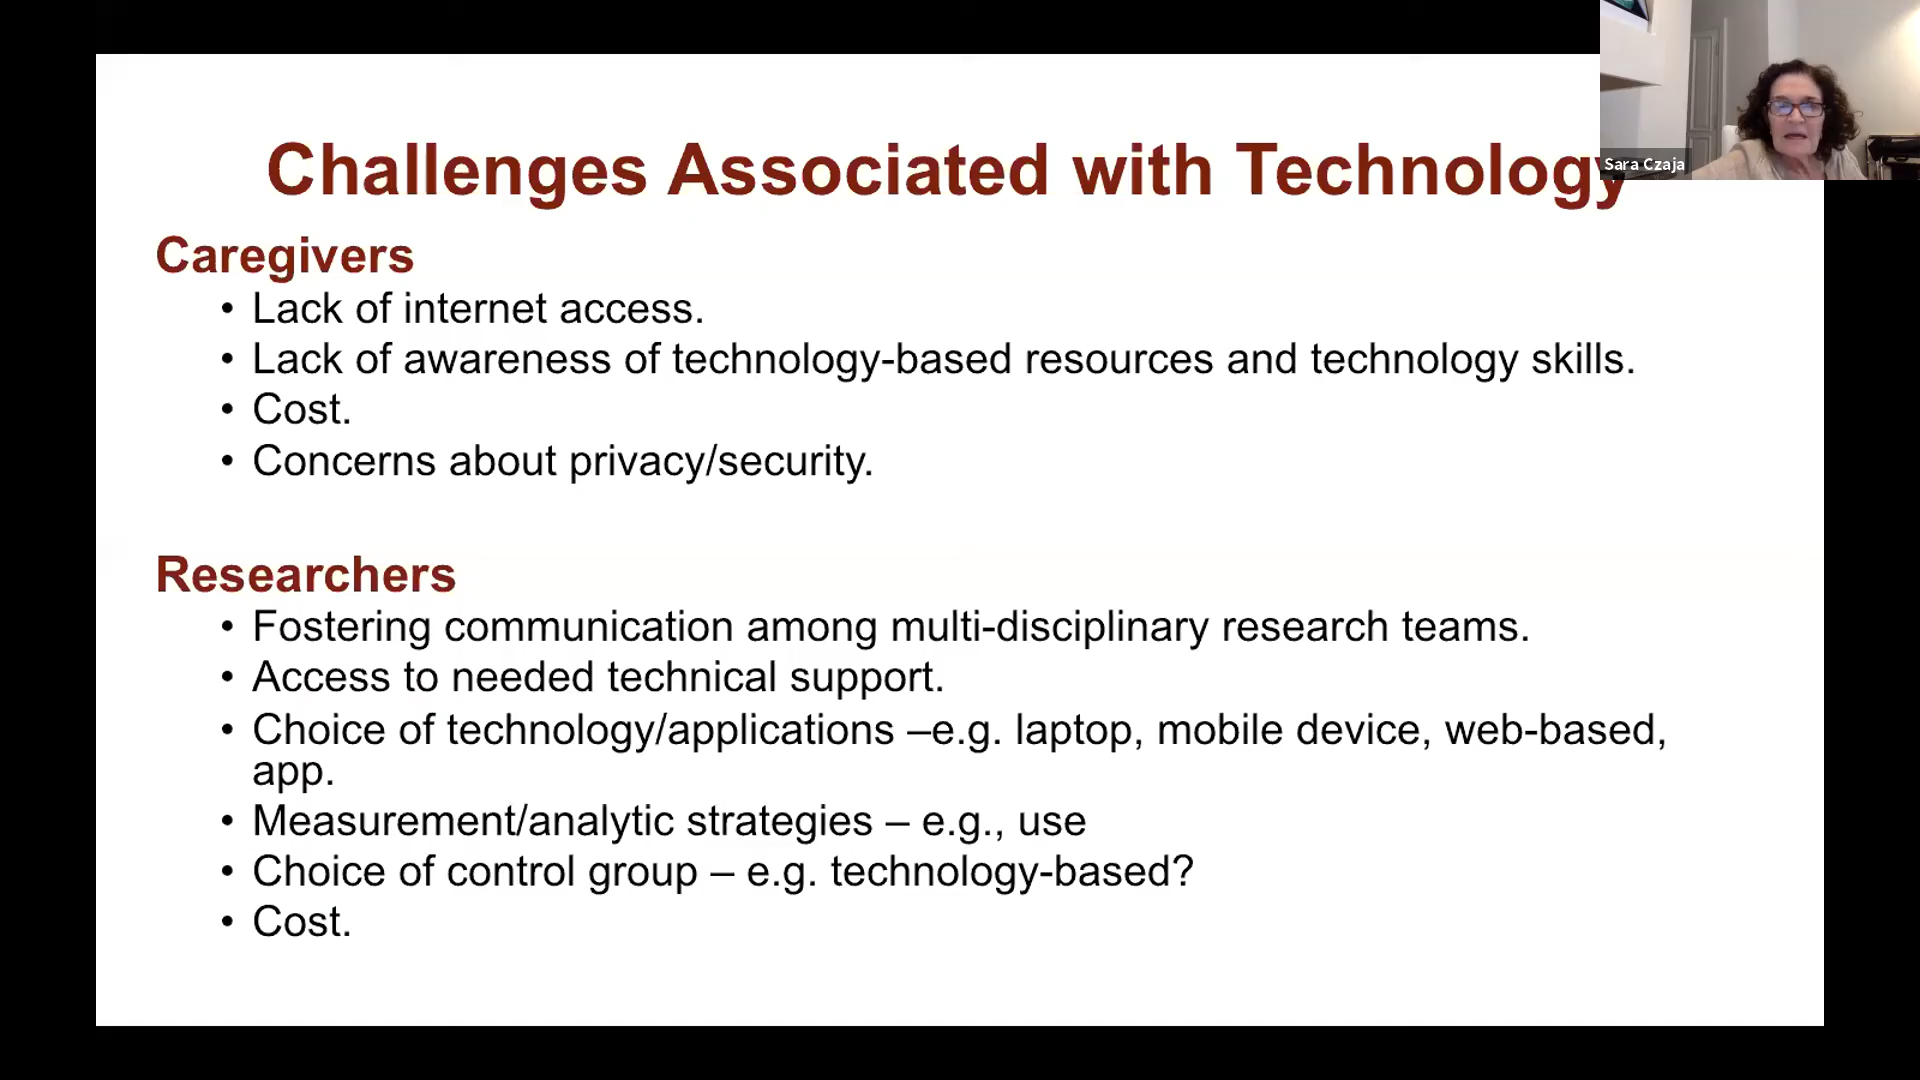 Challenges Associated with Technology
Sara Czaja
Caregivers
• Lack of internet access.
• Lack of awareness of technology-based resources and technology skills.
• Cost.
• Concerns about privacy/security.
Researchers
• Fostering communication among multi-disciplinary research teams.
• Access to needed technical support.
• Choice of technology/applications –e.g. laptop, mobile device, web-based,
app.
• Measurement/analytic strategies – e.g., use
• Choice of control group – e.g. technology-based?
• Cost.